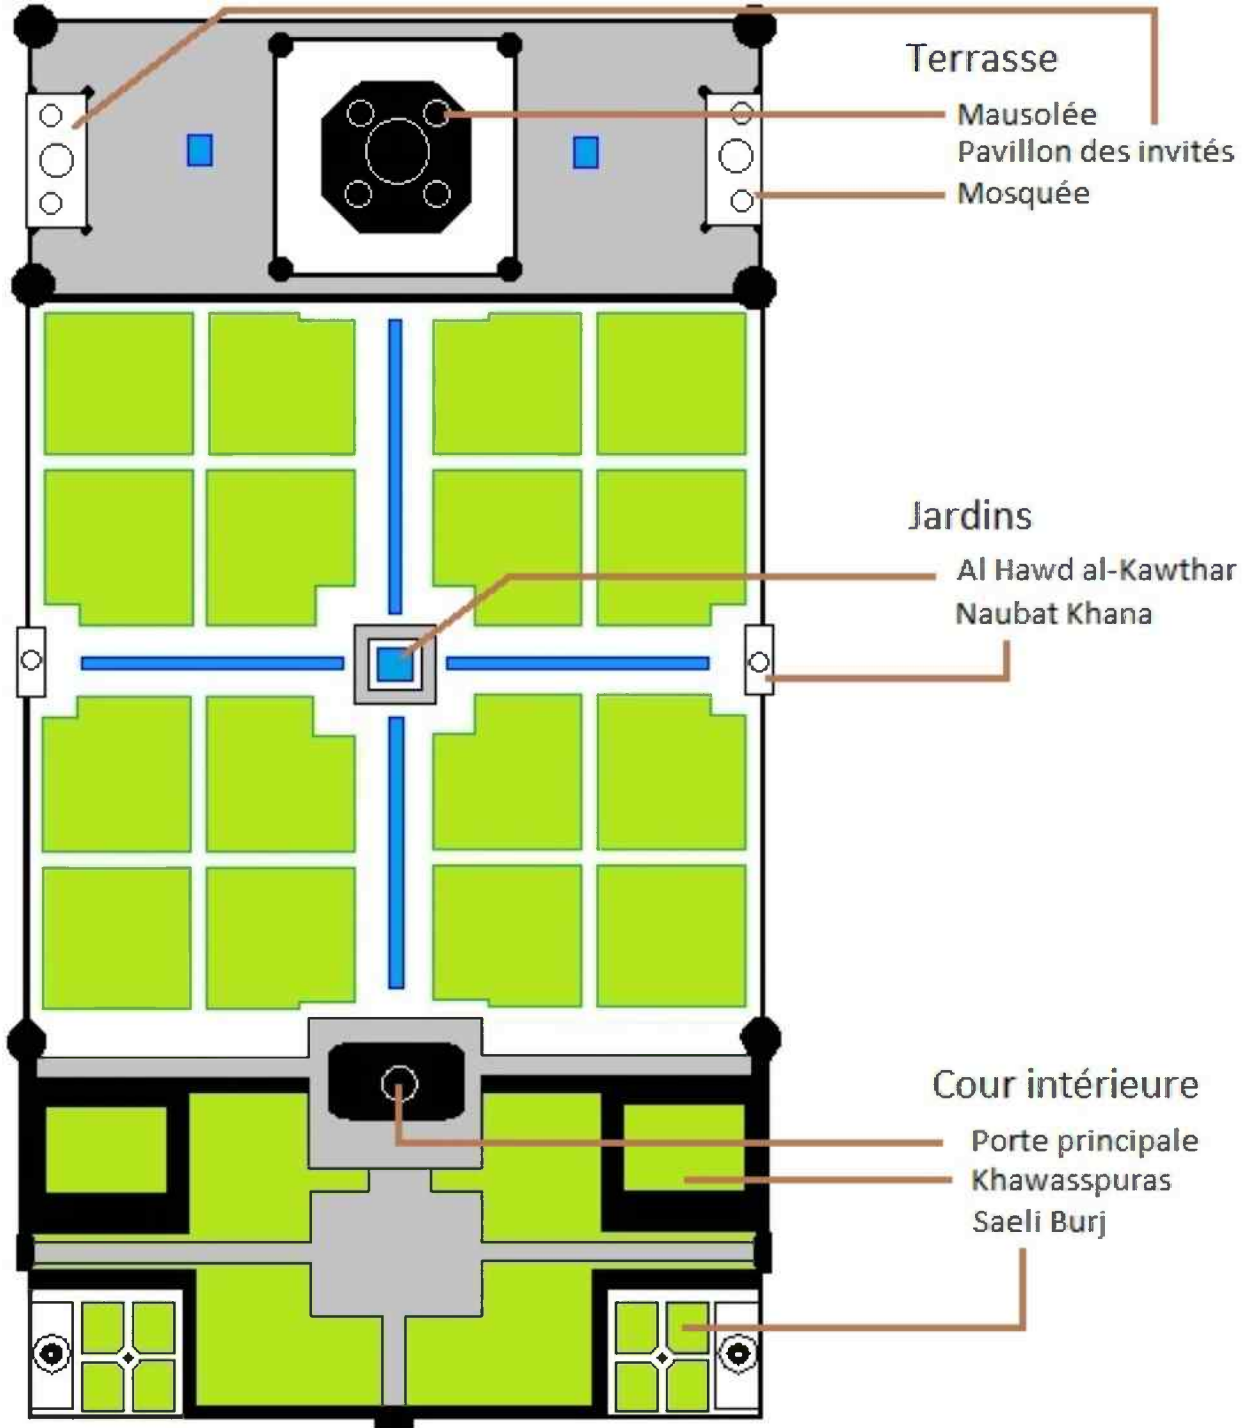 Terrasse
Mausolée
Pavillon des invités
Mosquée
Jardins
Al Hawd al-Kawthar
Naubat Khana
Cour intérieure
Porte principale
Khawasspuras
Saeli Burj